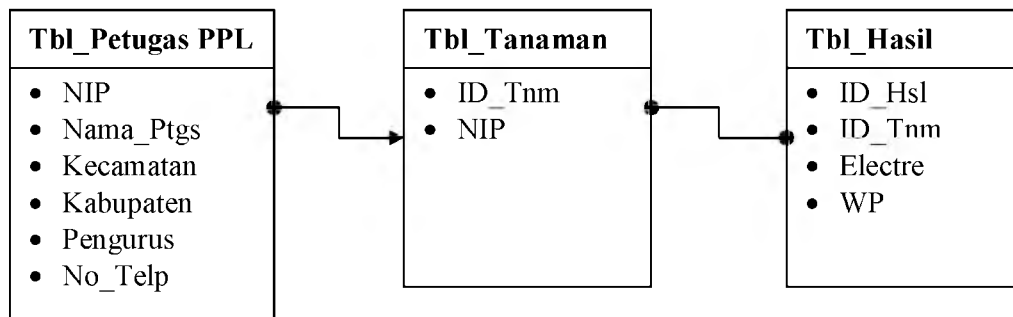 Tbl_Petugas PPL
• NIP
• Nama_Ptgs
• Kecamatan
• Kabupaten
• Pengurus
• No_Telp
Tbl_Tanaman
• ID_Tnm
• NIP
Tbl_Hasil
• ID_Hsl
• ID_Tnm
• Electre
• WP